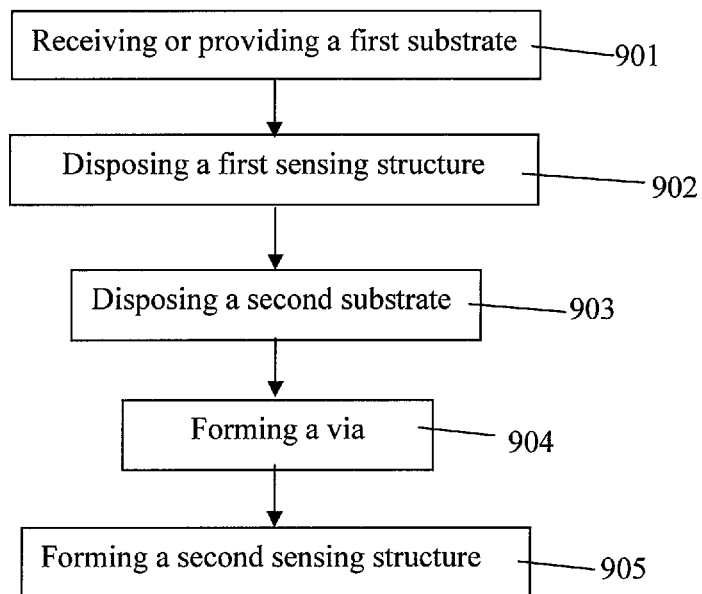 Receiving or providing a first substrate
901
Disposing a first sensing structure
902
Disposing a second substrate
903
Forming a via
904
Forming a second sensing structure
905